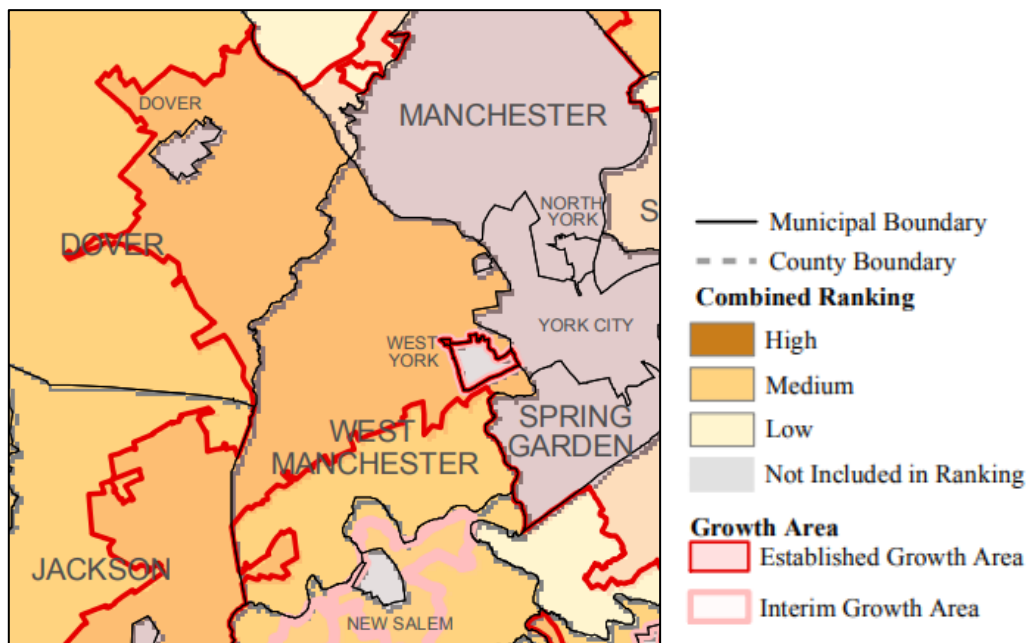 DOVER
MANCHESTER
NORTH
YORK
S
DOVER
YORK CITY
WEST
YORK
SPRING
GARDEN
WEST
MANCHESTER
JACKSON
NEW SALEM
Municipal Boundary
County Boundary
Combined Ranking
High
Medium
Low
Not Included in Ranking
Growth Area
Established Growth Area
Interim Growth Area